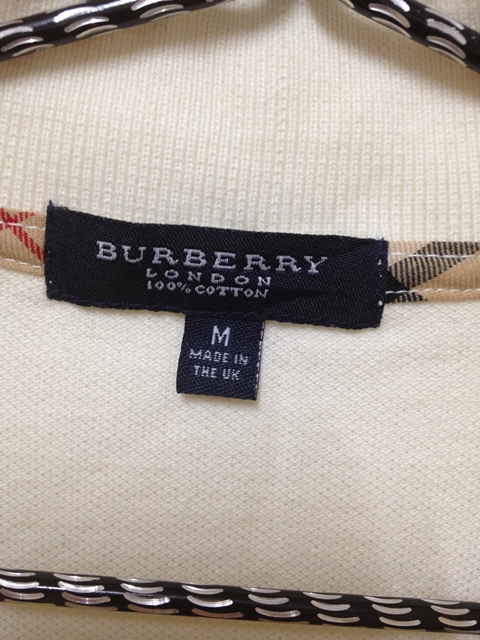 BURBERRY
LONDON
100% COTTON
M
MADE IN
THE UK